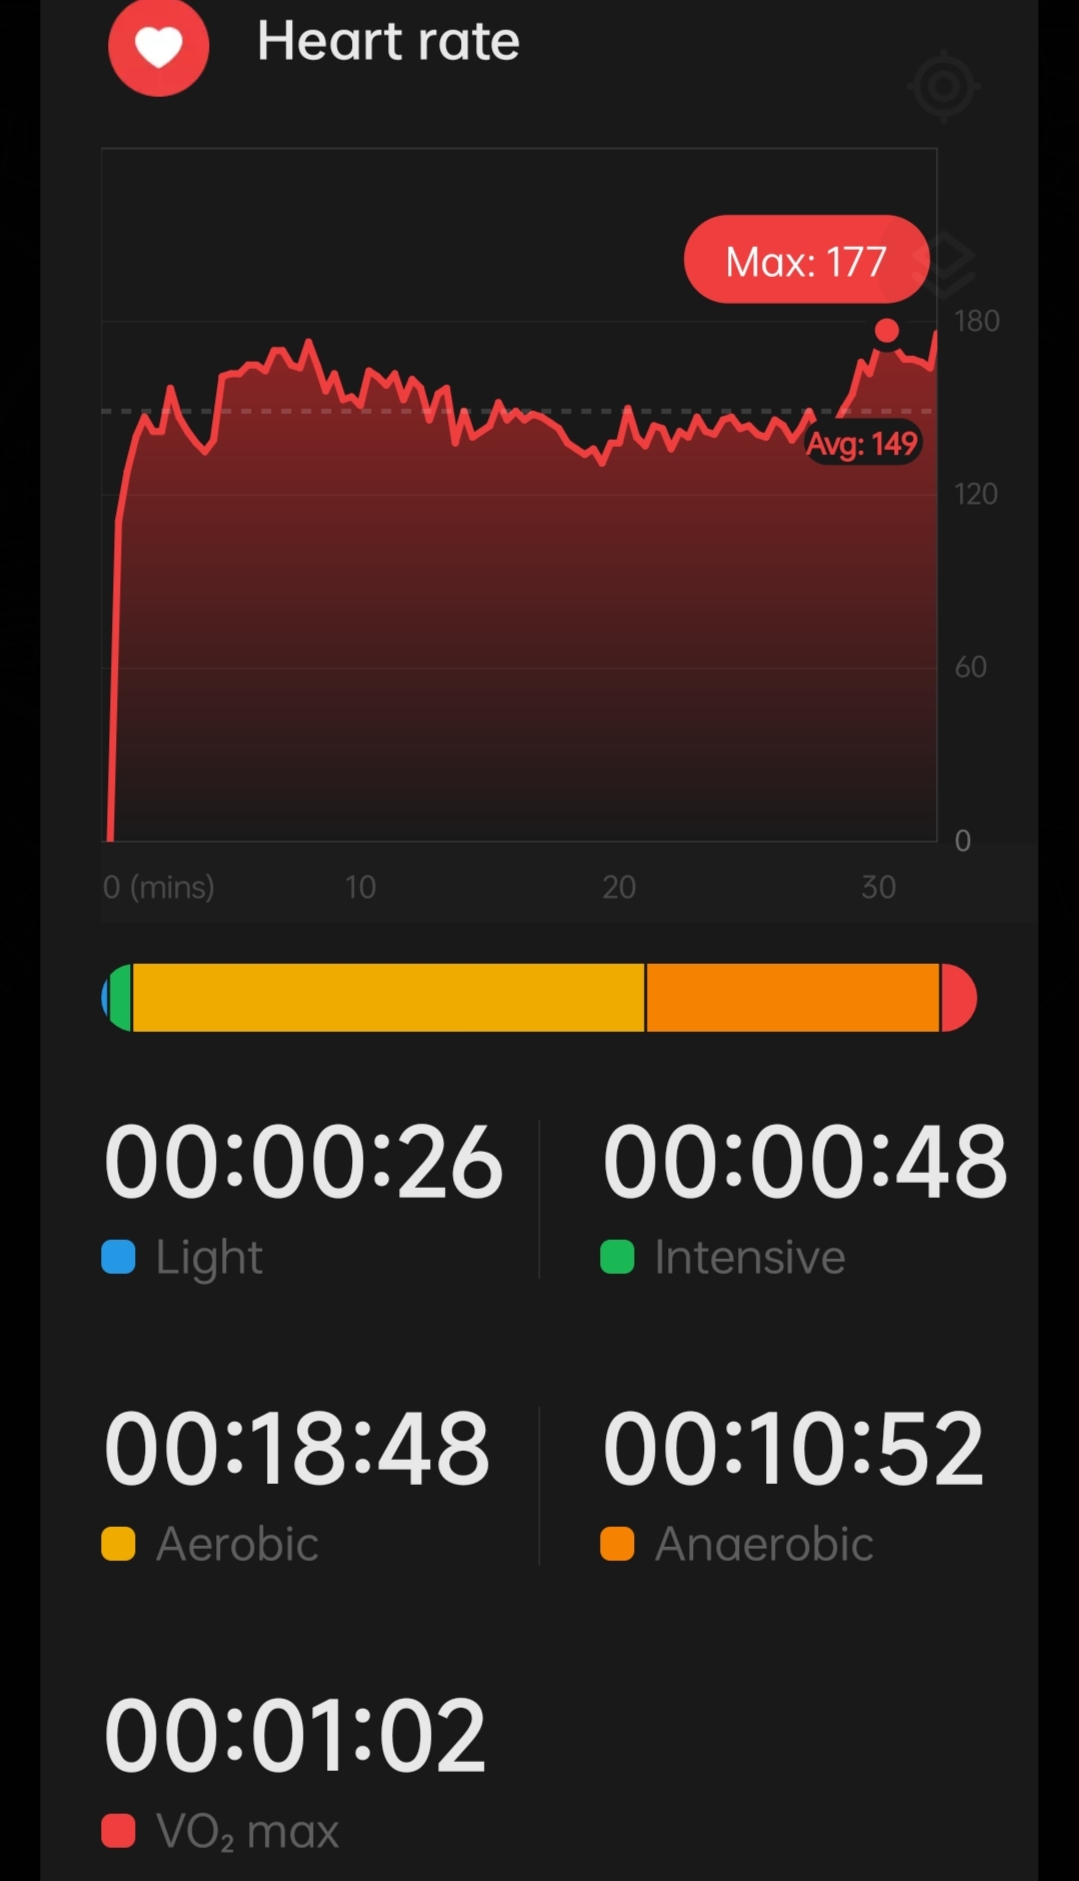 Heart rate
Max: 177
180
Avg: 149
120
60
0
0 (mins) 10 20 30
00:00:26 00:00:48
Light Intensive
00:18:48 00:10:52
Aerobic Anaerobic
00:01:02
VO₂ max